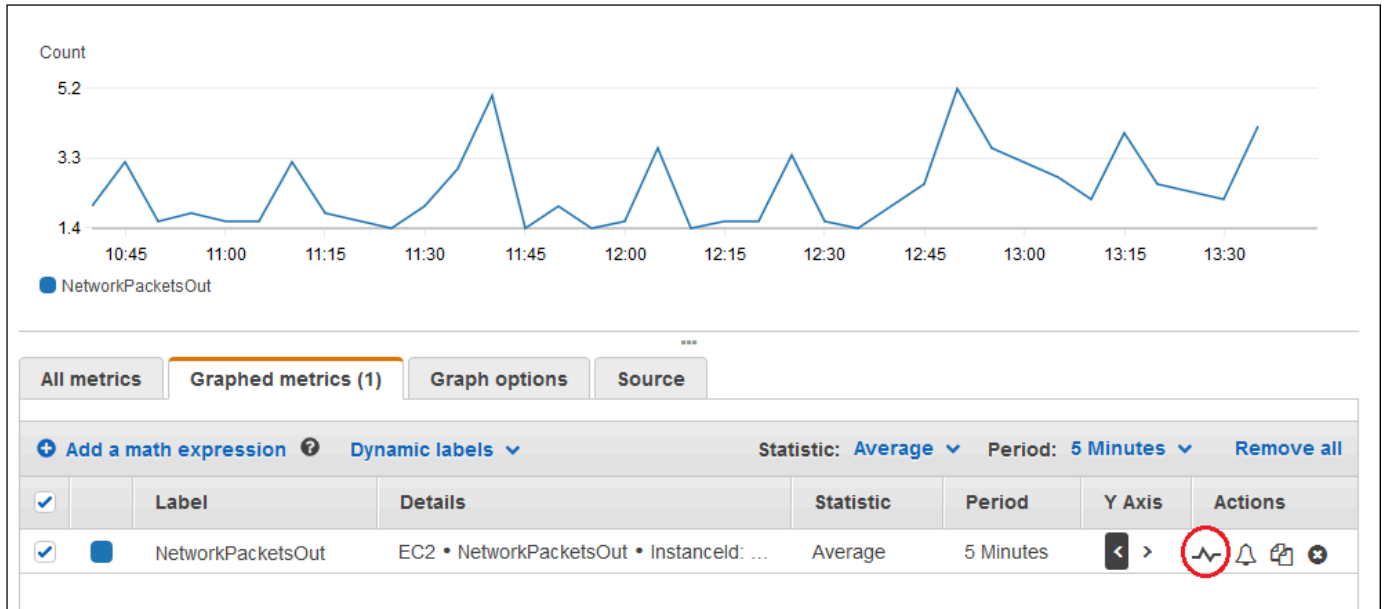 Count
5.2
3.3
1.4
10:45 11:00 11:15 11:30 11:45 12:00 12:15 12:30 12:45 13:00 13:15 13:30
NetworkPacketsOut
All metrics Graphed metrics (1) Graph options Source
Add a math expression Dynamic labels Statistic: Average Period: 5 Minutes Remove all
Label Details Statistic Period Y Axis Actions
NetworkPacketsOut EC2 • NetworkPacketsOut • InstanceId: ... Average 5 Minutes < >